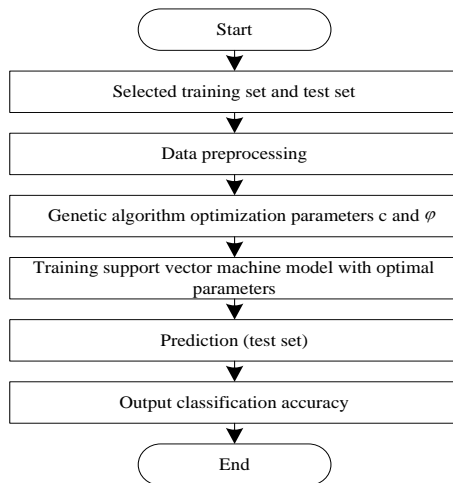 Start
Selected training set and test set
Data preprocessing
Genetic algorithm optimization parameters c and φ
Training support vector machine model with optimal
parameters
Prediction (test set)
Output classification accuracy
End